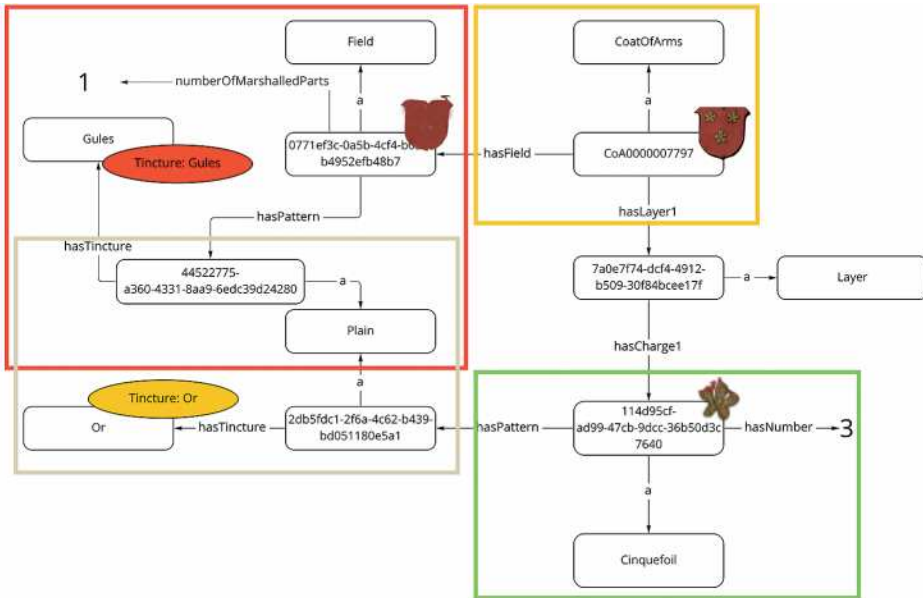 Field
CoatOfArms
1
numberOfMarshalledParts
a
a
Gules
Tincture: Gules
0771ef3c-0a5b-4cf4-b
b4952efb48b7
hasField
CoA0000007797
hasPattern
hasLayer1
hasTincture
44522775-
a360-4331-8aa9-6edc39d24280
a
7a0e7f74-dcf4-4912-
b509-30f84bcee17f
a
Layer
Plain
hasCharge1
a
Tincture: Or
Or
hasTincture
2db5fdc1-2f6a-4c62-b439-
bd051180e5a1
hasPattern
114d95cf-
ad99-47cb-9dcc-36b50d3c
7640
hasNumber
3
a
Cinquefoil